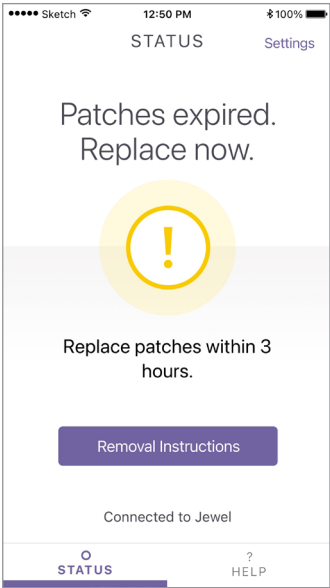 Sketch 12:50 PM 100%
STATUS Settings
Patches expired.
Replace now.
!
Replace patches within 3
hours.
Removal Instructions
Connected to Jewel
STATUS
?
HELP